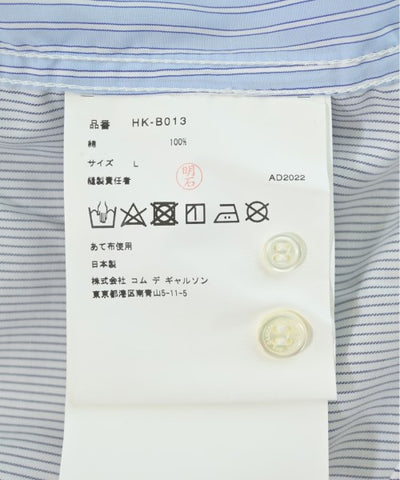 品番 HK-B013
綿 100%
サイズ L
縫製責任者 明石 AD2022
あて布使用
日本製
株式会社 コム デ ギャルソン
東京都港区南青山5-11-5